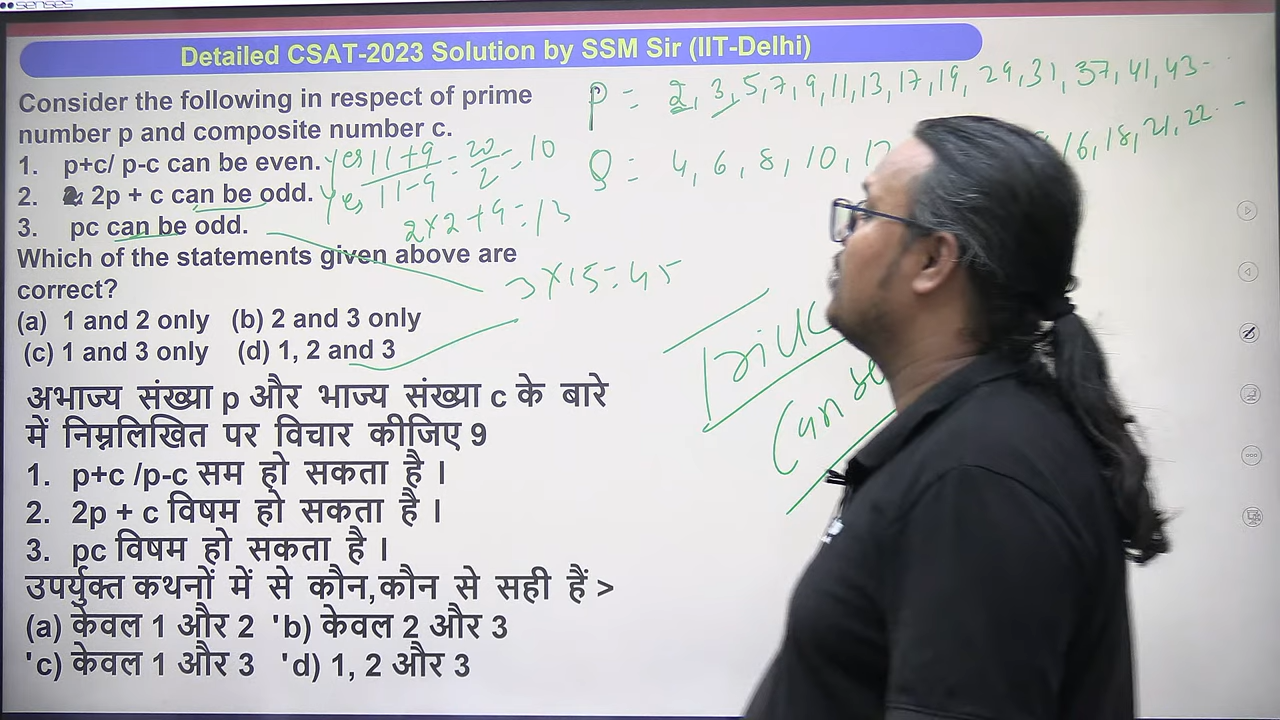 senses
Detailed CSAT-2023 Solution by SSM Sir (IIT-Delhi)
Consider the following in respect of prime
number p and composite number c.
1. p+c/ p-c can be even.
2. 2p + c can be odd.
3. pc can be odd.
Which of the statements given above are
correct?
(a) 1 and 2 only (b) 2 and 3 only
(c) 1 and 3 only (d) 1, 2 and 3
yes 11+9/11-9 = 20/2 = 10
yes
2×2+9=13
3×15=45
P = 2, 3, 5, 7, 9, 11, 13, 17, 19, 29, 31, 37, 41, 43-
4, 6, 8, 10,
16, 18, 21, 22
Can be
अभाज्य संख्या p और भाज्य संख्या c के बारे
में निम्नलिखित पर विचार कीजिए 9
1. p+c /p-c सम हो सकता है ।
2. 2p + c विषम हो सकता है ।
3. pc विषम हो सकता है ।
उपर्युक्त कथनों में से कौन,कौन से सही हैं >
(a) केवल 1 और 2 'b) केवल 2 और 3
'c) केवल 1 और 3 'd) 1, 2 और 3